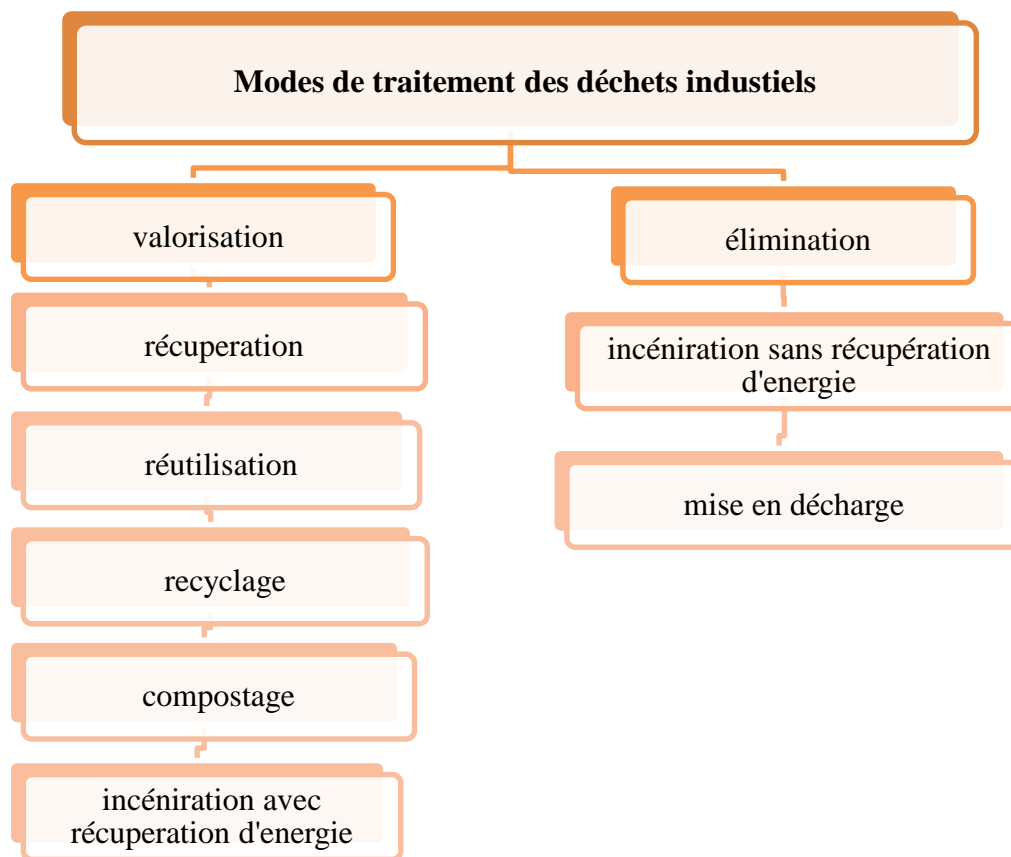 Modes de traitement des déchets industiels
valorisation
récuperation
réutilisation
recyclage
compostage
incéniration avec
récuperation d'energie
élimination
incéniration sans récupération
d'energie
mise en décharge